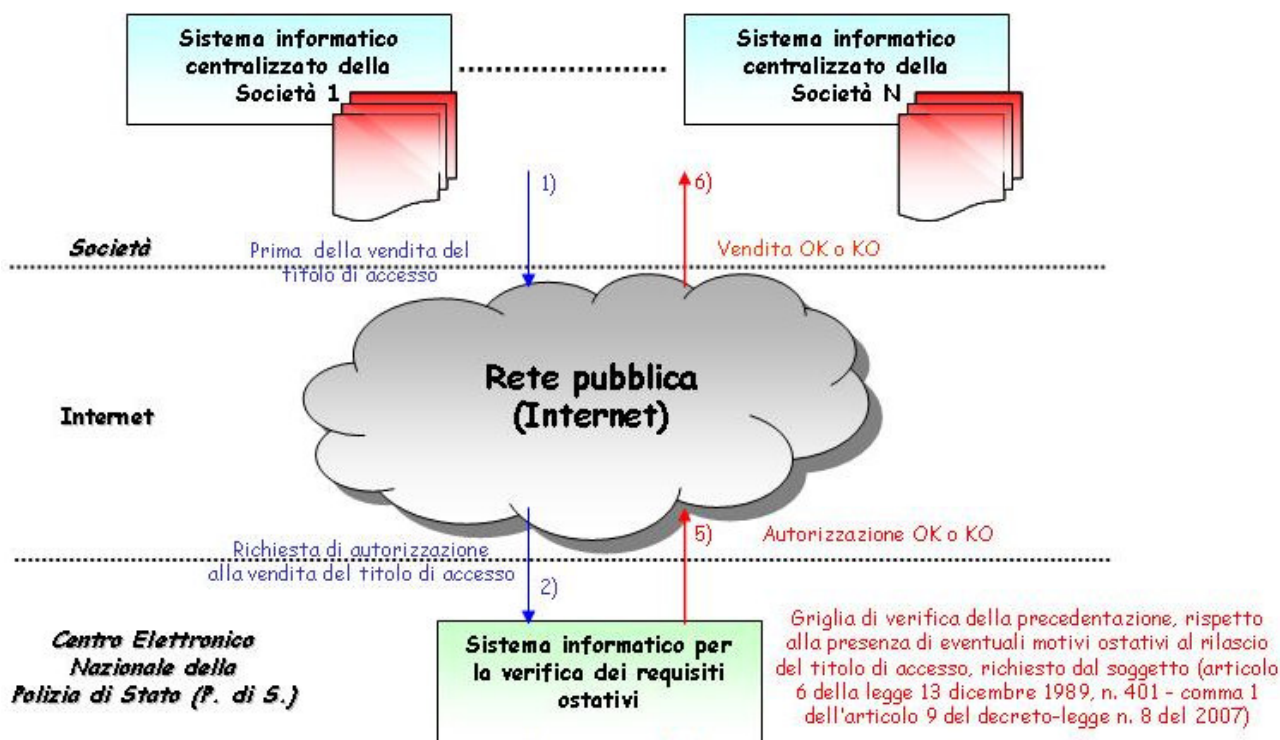 Sistema informatico
centralizzato della
Società 1
Sistema informatico
centralizzato della
Società N
1)
6)
Società
Prima della vendita del
titolo di accesso
Vendita OK o KO
Rete pubblica
(Internet)
Internet
Richiesta di autorizzazione
alla vendita del titolo di accesso
2)
5)
Autorizzazione OK o KO
Centro Elettronico
Nazionale della
Polizia di Stato (P. di S.)
Sistema informatico per
la verifica dei requisiti
ostativi
Griglia di verifica della precedentazione, rispetto
alla presenza di eventuali motivi ostativi al rilascio
del titolo di accesso, richiesto dal soggetto (articolo
6 della legge 13 dicembre 1989, n. 401 - comma 1
dell'articolo 9 del decreto-legge n. 8 del 2007)